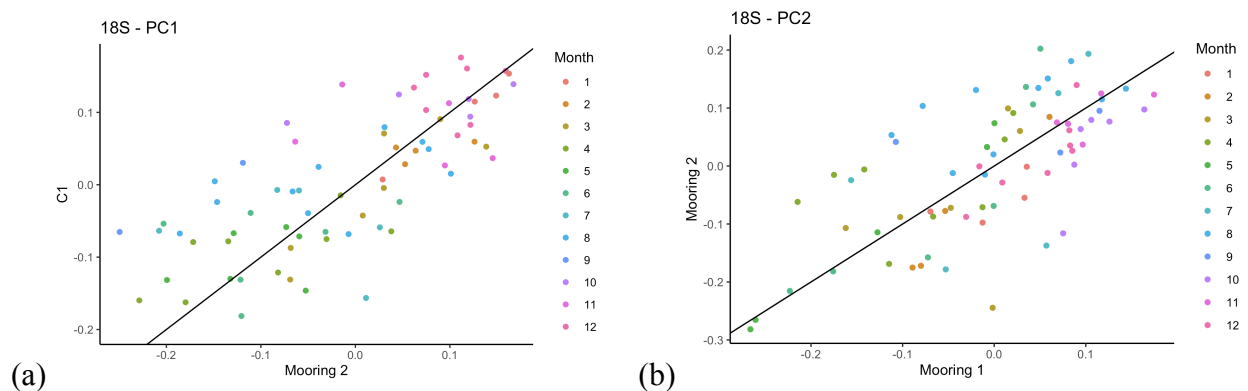 18S - PC1
C1
0.1
0.0
-0.1
-0.2
-0.2 -0.1 0.0 0.1
Mooring 2
Month
1
2
3
4
5
6
7
8
9
10
11
12
(a)
18S - PC2
Mooring 2
0.2
0.1
0.0
-0.1
-0.2
-0.3
-0.2 -0.1 0.0 0.1
Mooring 1
Month
1
2
3
4
5
6
7
8
9
10
11
12
(b)